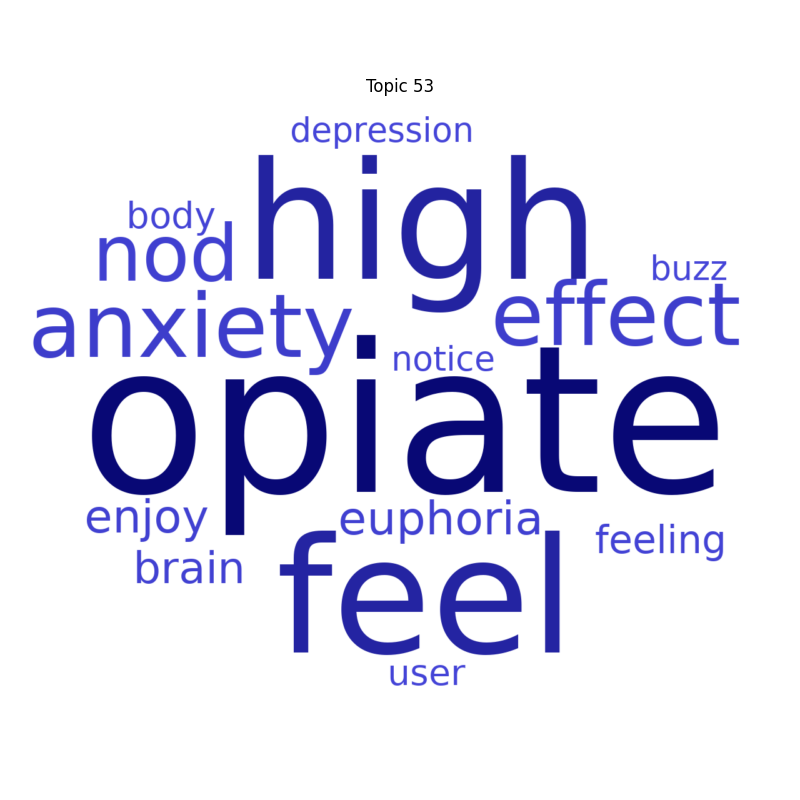 Topic 53
depression
high
body
nod
buzz
anxiety
effect
notice
opiate
enjoy
euphoria
feeling
brain
feel
user